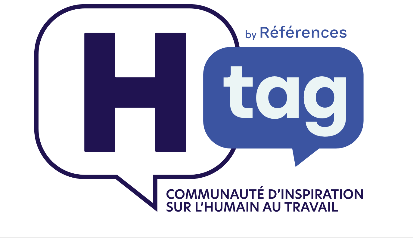 H
by Références
tag
COMMUNAUTÉ D'INSPIRATION
SUR L'HUMAIN AU TRAVAIL